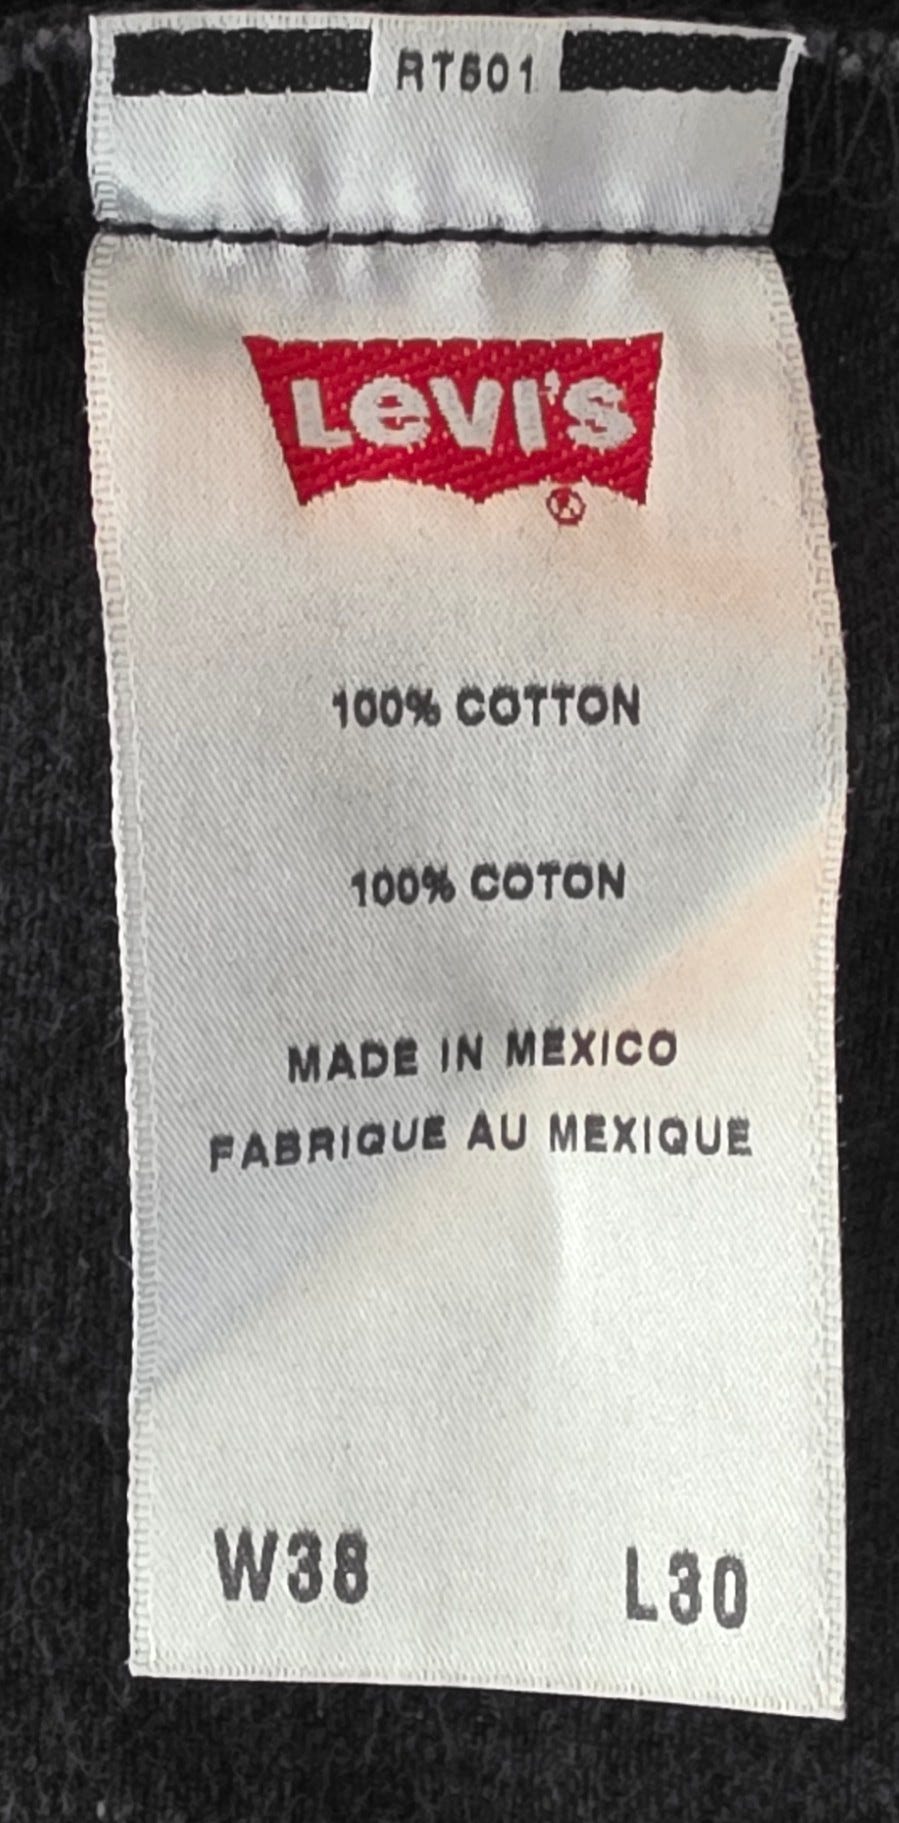 RT501
Levi's
®
100% COTTON
100% COTON
MADE IN MEXICO
FABRIQUE AU MEXIQUE
W38 L30